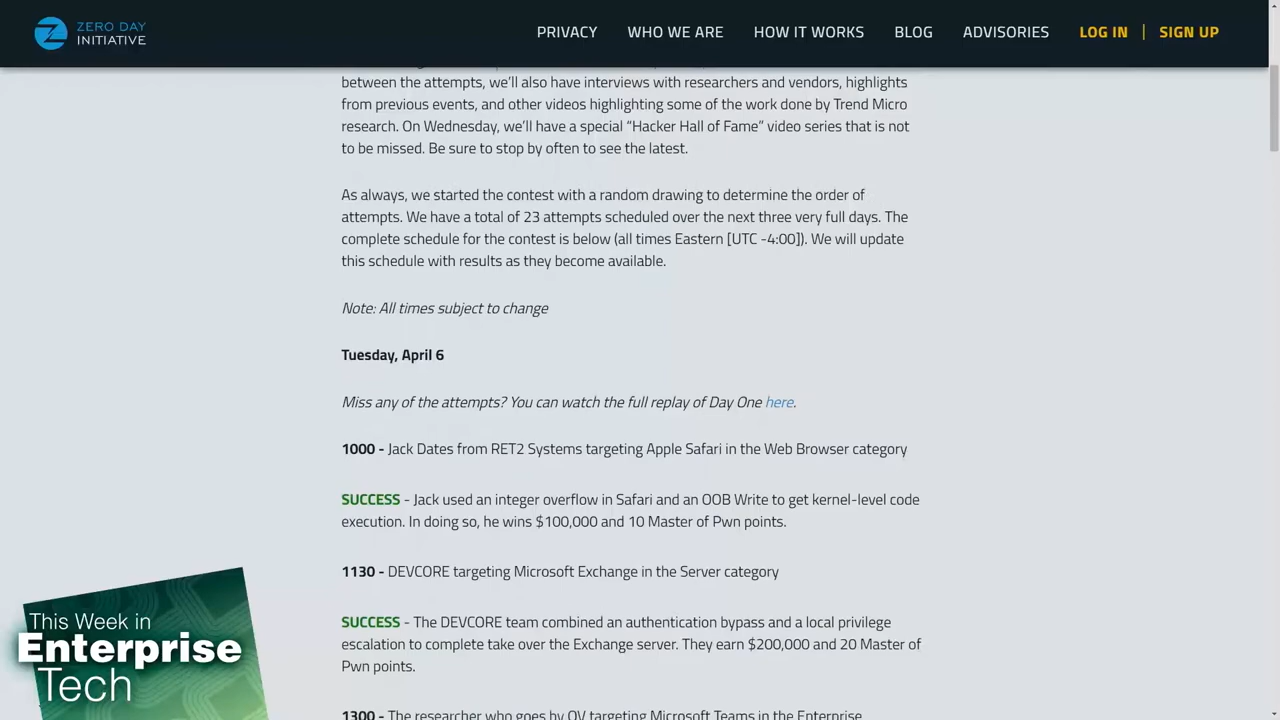 ZERO DAY
INITIATIVE
PRIVACY WHO WE ARE HOW IT WORKS BLOG ADVISORIES LOG IN | SIGN UP
between the attempts, we’ll also have interviews with researchers and vendors, highlights
from previous events, and other videos highlighting some of the work done by Trend Micro
research. On Wednesday, we’ll have a special “Hacker Hall of Fame” video series that is not
to be missed. Be sure to stop by often to see the latest.
As always, we started the contest with a random drawing to determine the order of
attempts. We have a total of 23 attempts scheduled over the next three very full days. The
complete schedule for the contest is below (all times Eastern [UTC -4:00]). We will update
this schedule with results as they become available.
Note: All times subject to change
Tuesday, April 6
Miss any of the attempts? You can watch the full replay of Day One here.
1000 - Jack Dates from RET2 Systems targeting Apple Safari in the Web Browser category
SUCCESS - Jack used an integer overflow in Safari and an OOB Write to get kernel-level code
execution. In doing so, he wins $100,000 and 10 Master of Pwn points.
1130 - DEVCORE targeting Microsoft Exchange in the Server category
SUCCESS - The DEVCORE team combined an authentication bypass and a local privilege
escalation to complete take over the Exchange server. They earn $200,000 and 20 Master of
Pwn points.
1300 - The researcher who goes by OV targeting Microsoft Teams in the Enterprise
This Week in
Enterprise
Tech